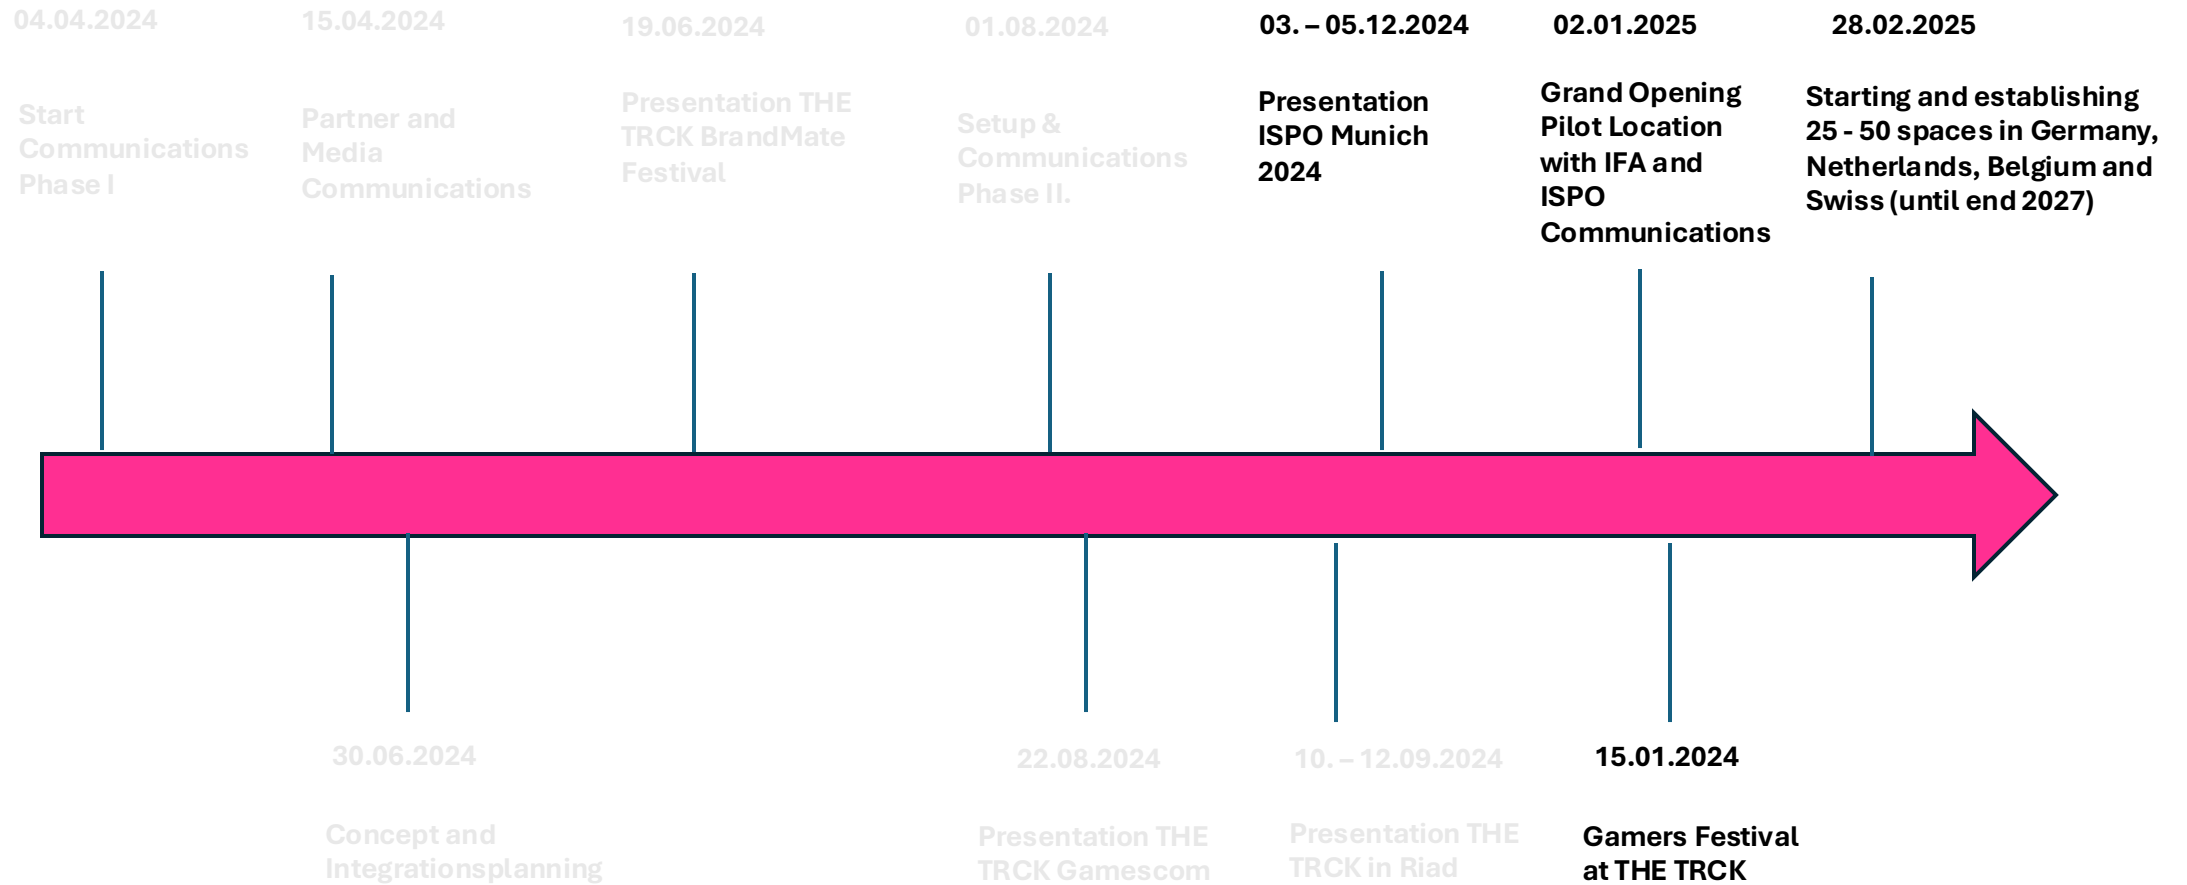 04.04.2024
Start
Communications
Phase I
15.04.2024
Partner and
Media
Communications
19.06.2024
Presentation THE
TRCK BrandMate
Festival
01.08.2024
Setup &
Communications
Phase II.
03. – 05.12.2024
Presentation
ISPO Munich
2024
02.01.2025
Grand Opening
Pilot Location
with IFA and
ISPO
Communications
28.02.2025
Starting and establishing
25 - 50 spaces in Germany,
Netherlands, Belgium and
Swiss (until end 2027)
30.06.2024
Concept and
Integrationsplanning
22.08.2024
Presentation THE
TRCK Gamescom
10. – 12.09.2024
Presentation THE
TRCK in Riad
15.01.2024
Gamers Festival
at THE TRCK